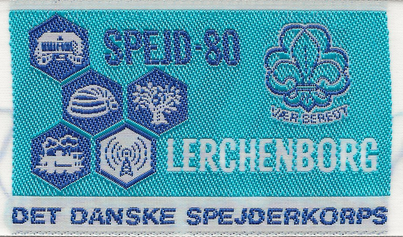 SPEJD-80
VÆR BEREDT
LERCHENBORG
DET DANSKE SPEJDERKORPS